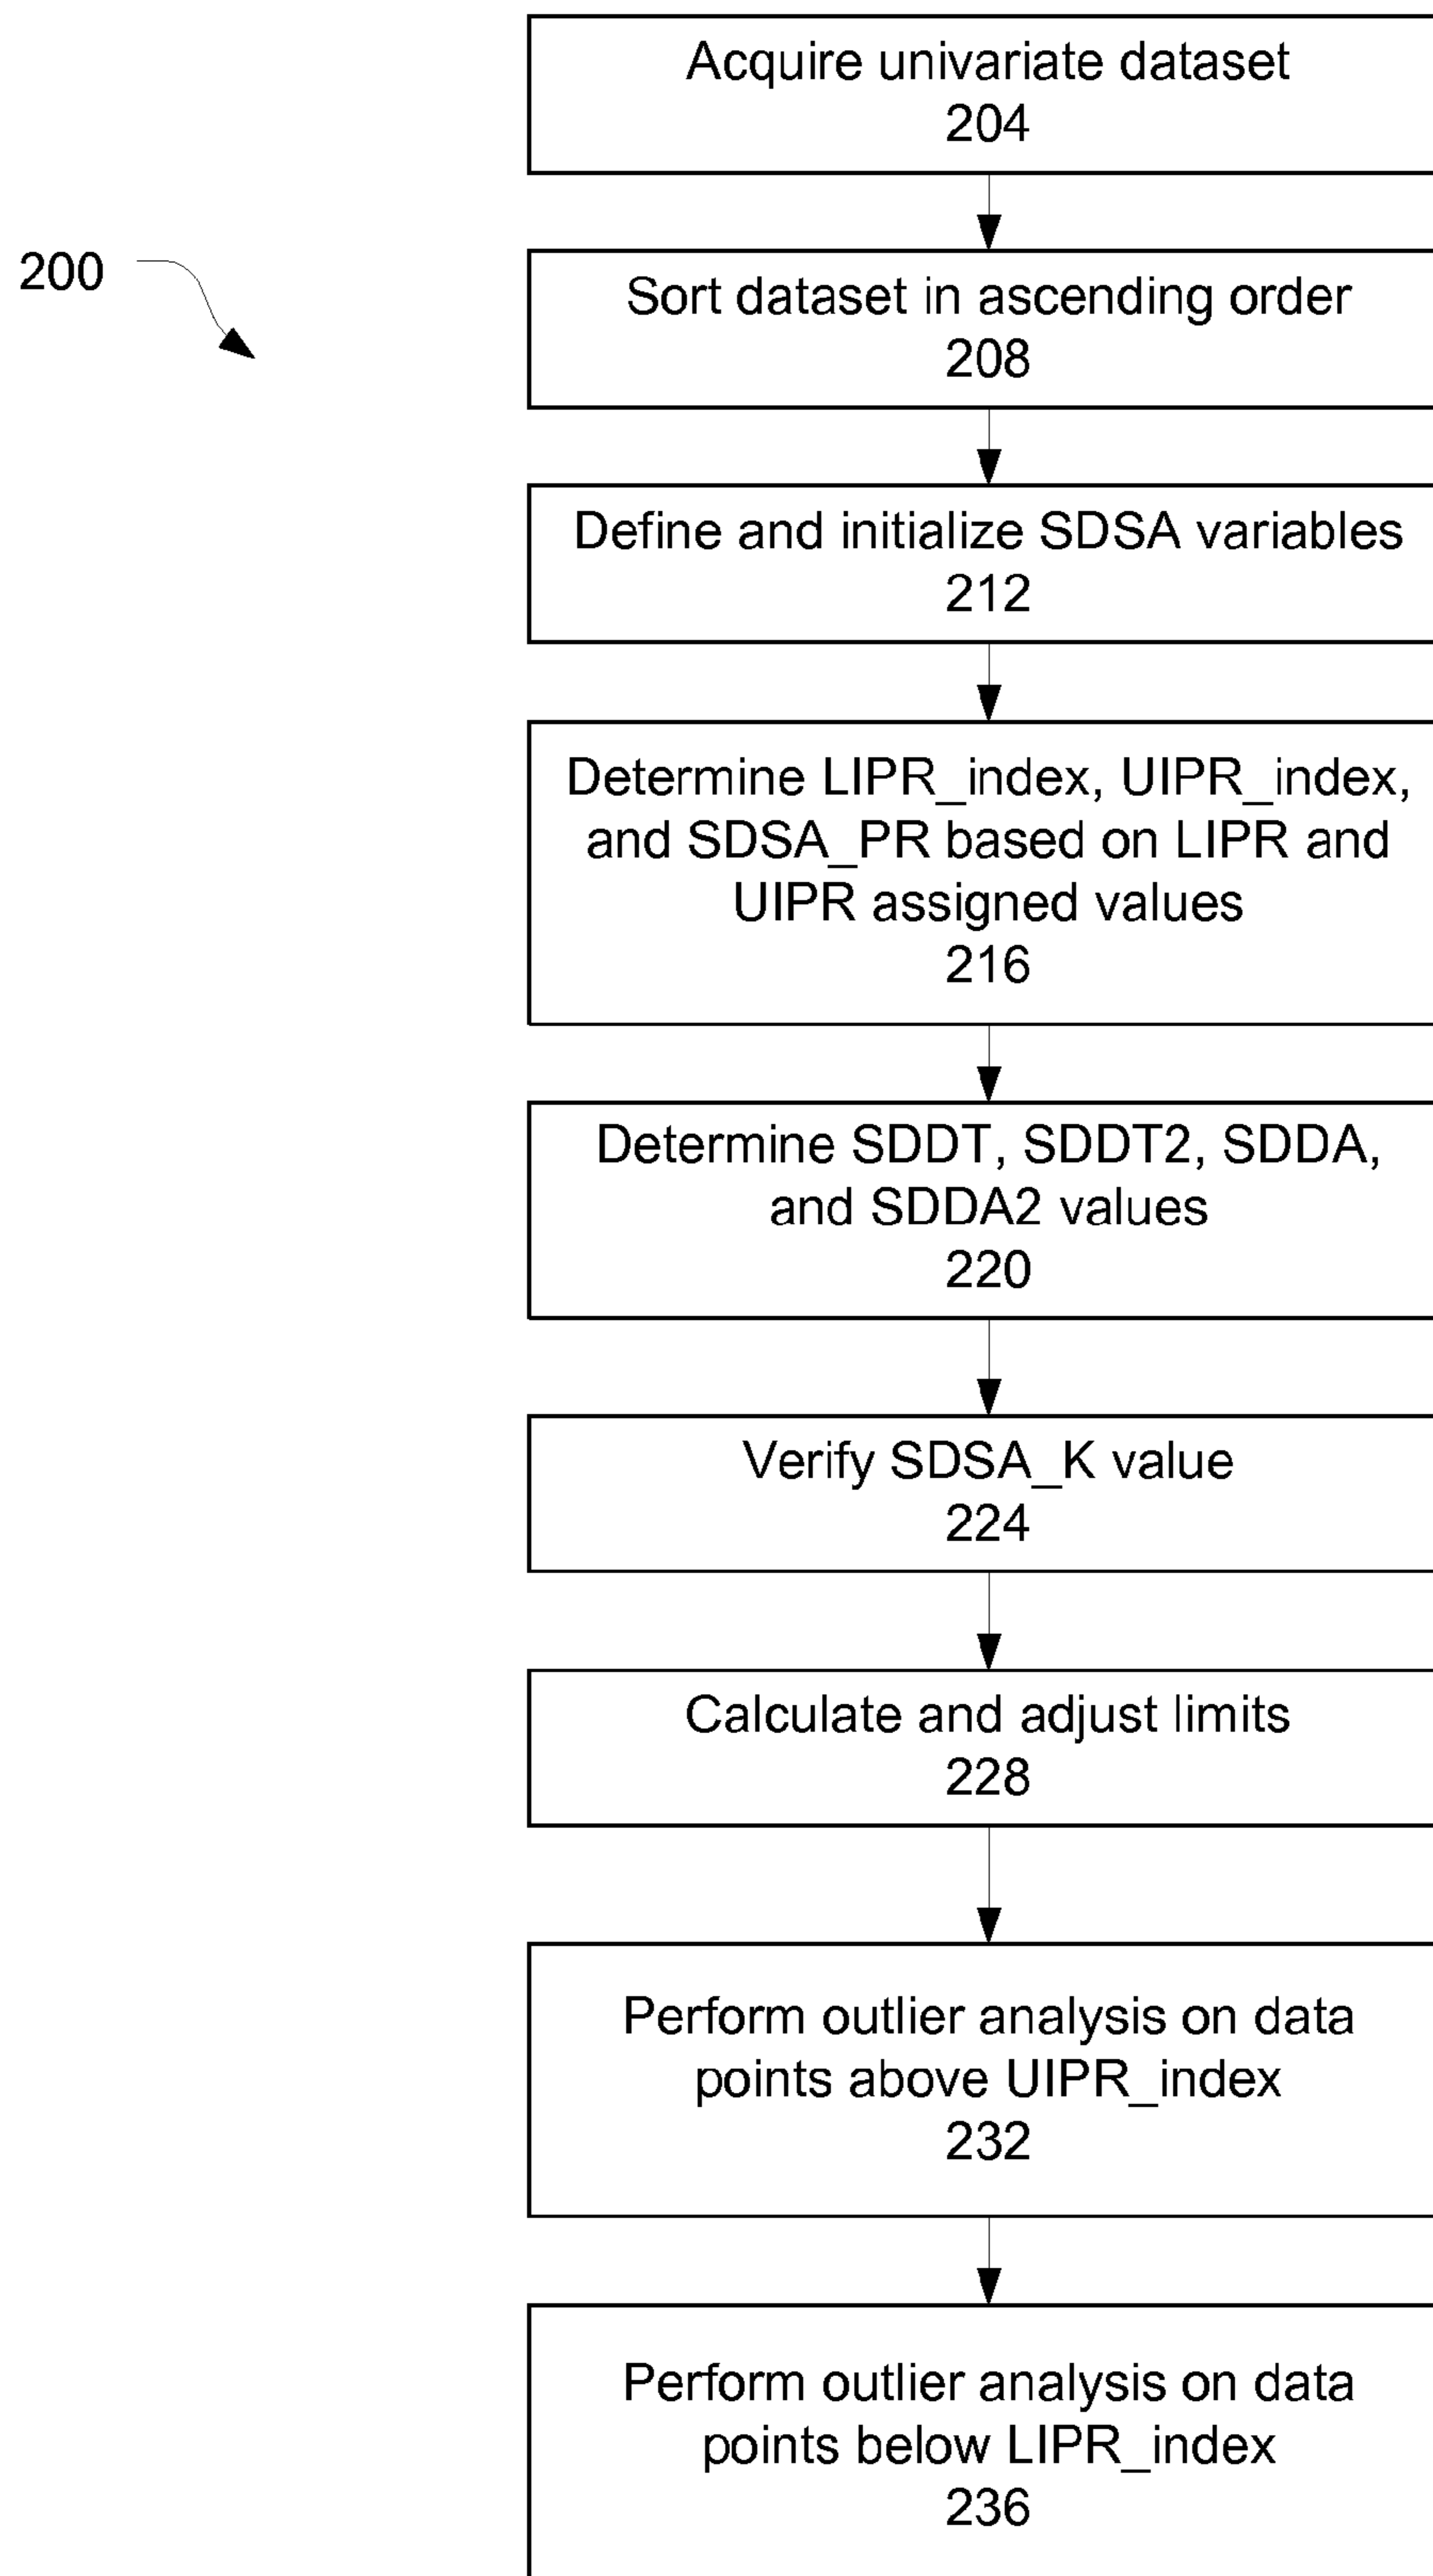 Acquire univariate dataset
204
200
Sort dataset in ascending order
208
Define and initialize SDSA variables
212
Determine LIPR_index, UIPR_index,
and SDSA_PR based on LIPR and
UIPR assigned values
216
Determine SDDT, SDDT2, SDDA,
and SDDA2 values
220
Verify SDSA_K value
224
Calculate and adjust limits
228
Perform outlier analysis on data
points above UIPR_index
232
Perform outlier analysis on data
points below LIPR_index
236